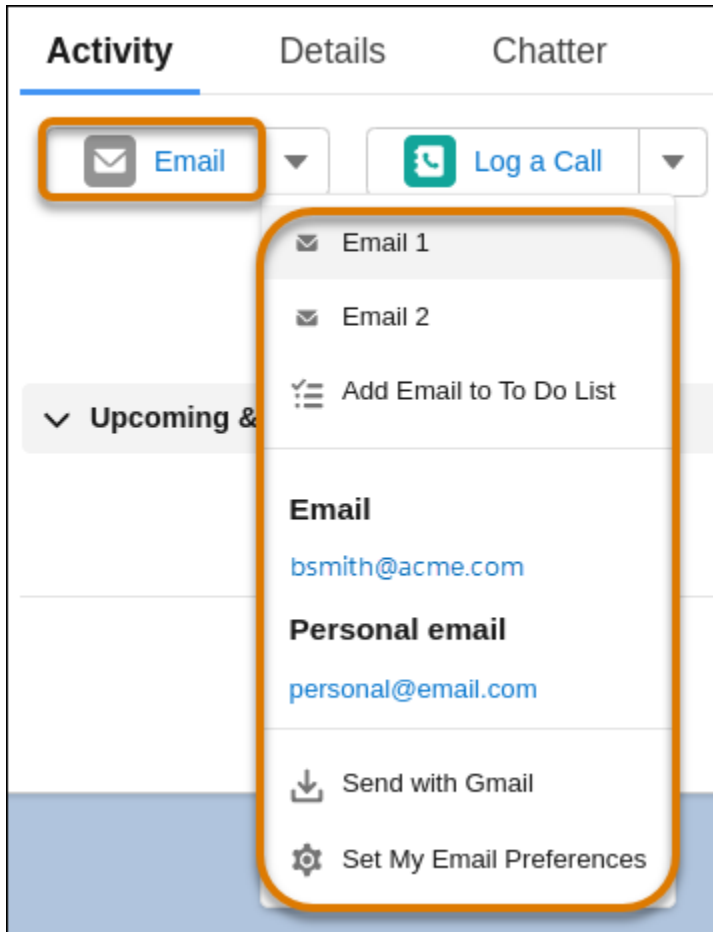 Activity Details Chatter
Email Log a Call
Email 1
Email 2
Add Email to To Do List
Upcoming &
Email
bsmith@acme.com
Personal email
personal@email.com
Send with Gmail
Set My Email Preferences